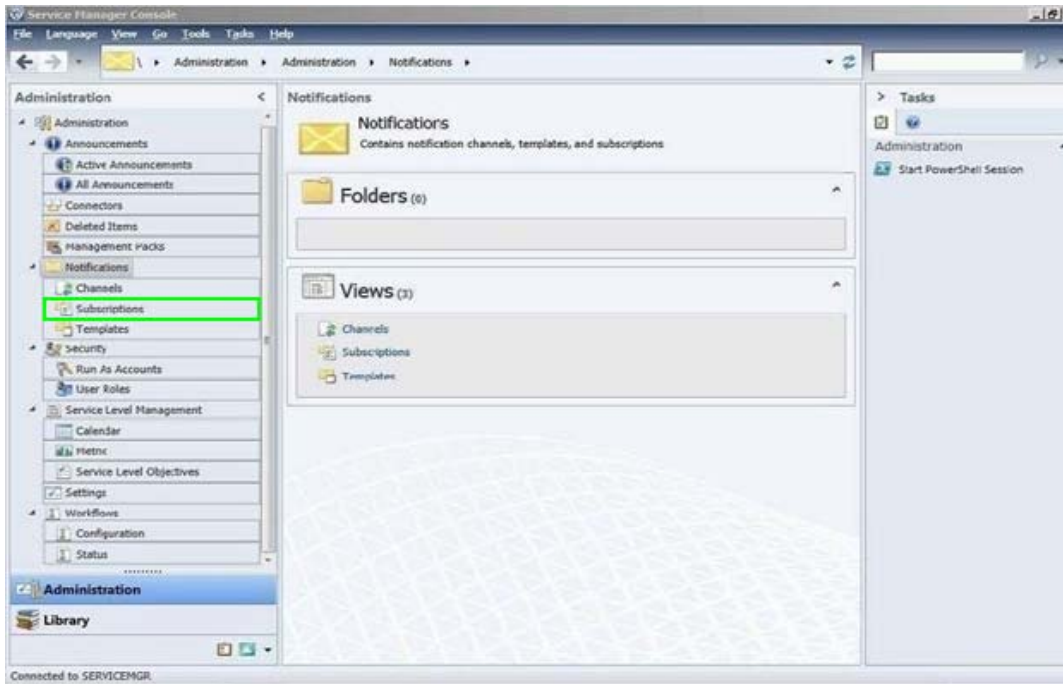 Service Manager Console
File Language View Go Tools Tasks Help
\ Administration Administration Notifications
Administration
Administration
Announcements
Active Announcements
All Announcements
Connectors
Deleted Items
Management Packs
Notifications
Channels
Subscriptions
Templates
Security
Run As Accounts
User Roles
Service Level Management
Calendar
Metric
Service Level Objectives
Settings
Workflows
Configuration
Status
Administration
Library
Notifications
Notifications
Contains notification channels, templates, and subscriptions
Folders (0)
Views (3)
Channels
Subscriptions
Templates
Tasks
Administration
Start PowerShell Session
Connected to SERVICEMGR